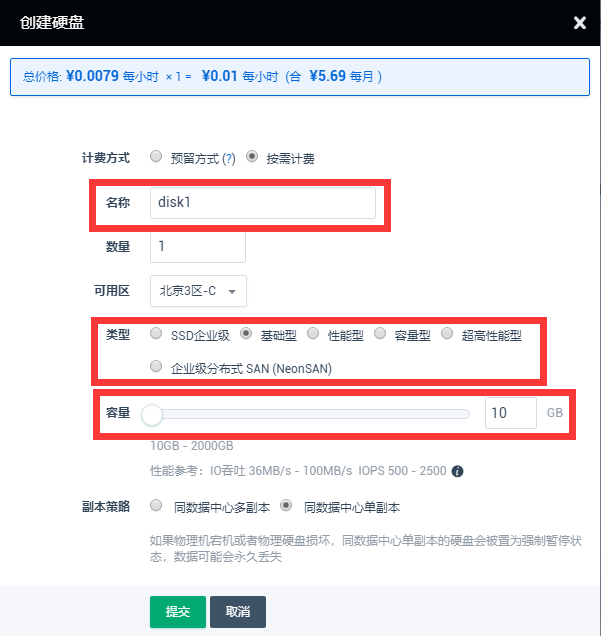 创建硬盘
总价格: ¥0.0079 每小时 × 1 = ¥0.01 每小时 (合 ¥5.69 每月 )
计费方式 预留方式 (?) 按需计费
名称 disk1
数量 1
可用区 北京3区-C
类型 SSD企业级 基础型 性能型 容量型 超高性能型
企业级分布式 SAN (NeonSAN)
容量 10 GB
10GB - 2000GB
性能参考: IO吞吐 36MB/s - 100MB/s IOPS 500 - 2500
副本策略 同数据中心多副本 同数据中心单副本
如果物理机宕机或者物理硬盘损坏，同数据中心单副本的硬盘会被置为强制暂停状
态，数据可能会永久丢失
提交 取消